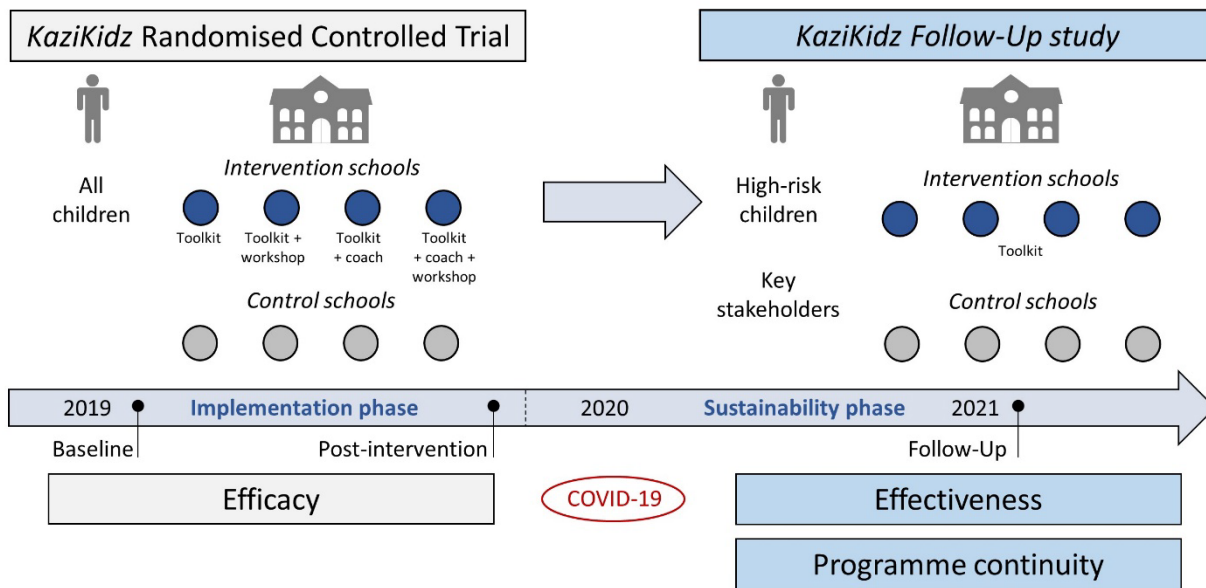 KaziKidz Randomised Controlled Trial
All
children
Intervention schools
Toolkit
Toolkit +
workshop
Toolkit
+ coach
Toolkit
+ coach +
workshop
Control schools
KaziKidz Follow-Up study
High-risk
children
Key
stakeholders
Intervention schools
Toolkit
Control schools
2019
Implementation phase
2020
Sustainability phase
2021
Baseline
Post-intervention
Follow-Up
Efficacy
COVID-19
Effectiveness
Programme continuity